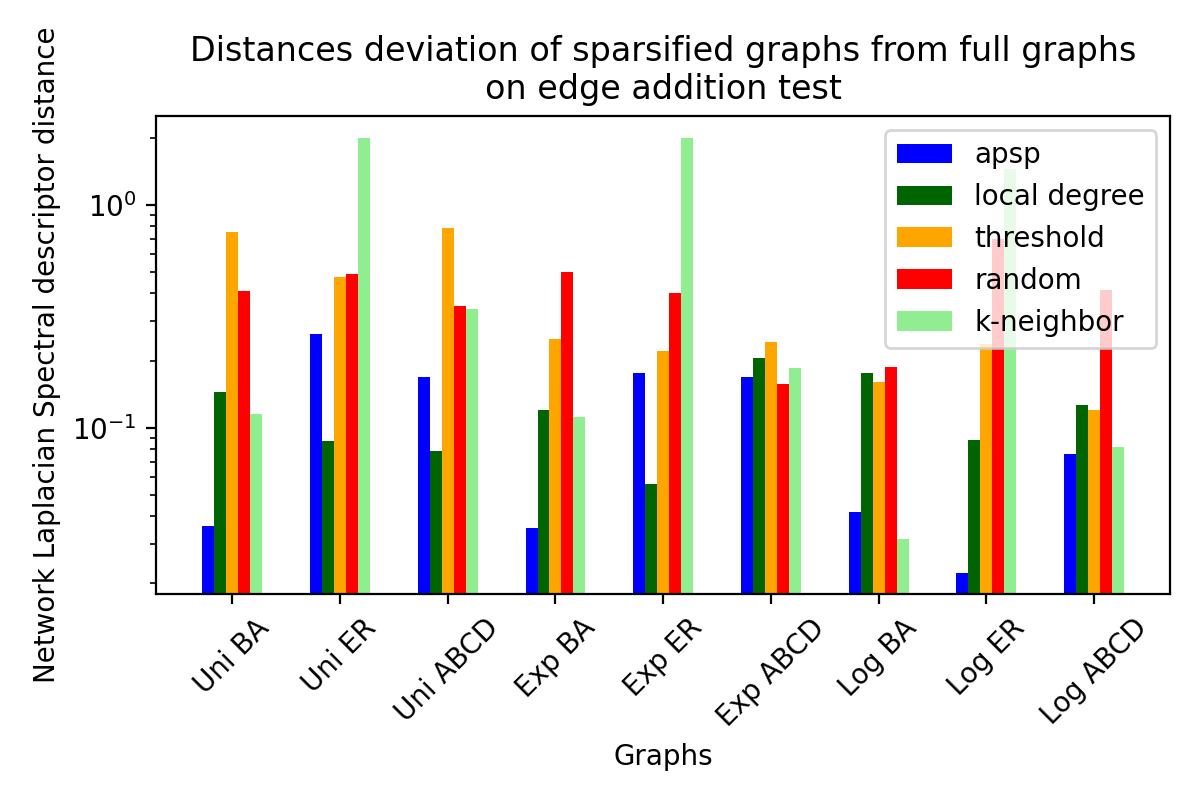 Distances deviation of sparsified graphs from full graphs
on edge addition test
Network Laplacian Spectral descriptor distance
10⁰
10⁻¹
apsp
local degree
threshold
random
k-neighbor
Uni BA
Uni ER
Uni ABCD
Exp BA
Exp ER
Exp ABCD
Log BA
Log ER
Log ABCD
Graphs